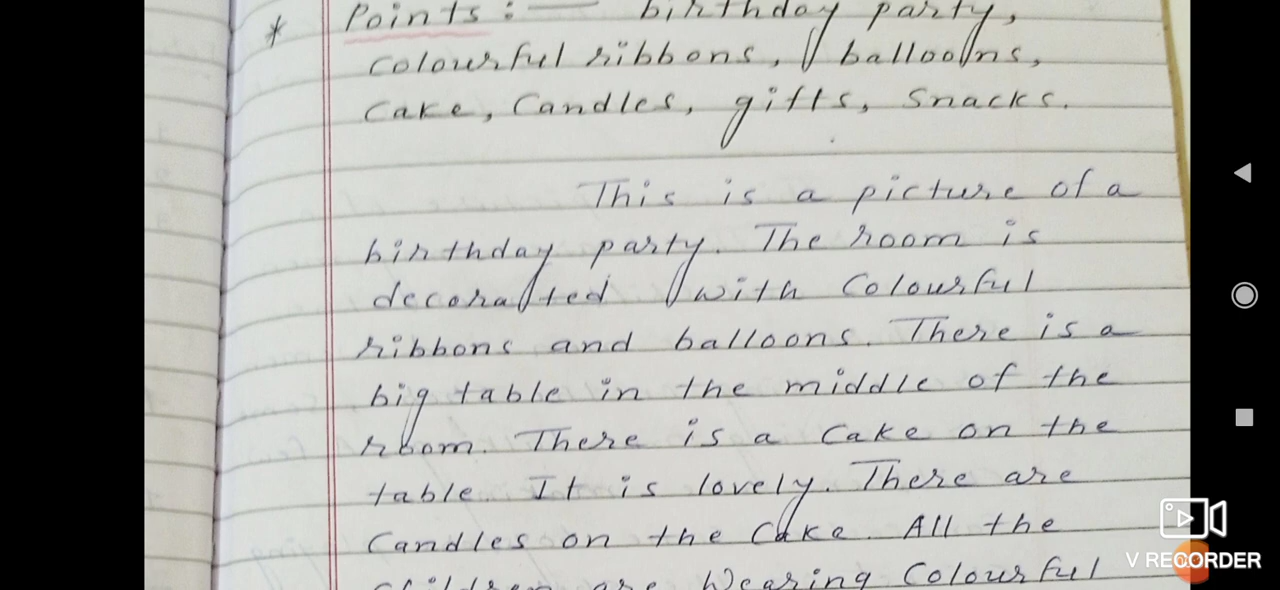 * Points :— birthday party,
colourful ribbons, balloons,
Cake, Candles, gifts, Snacks.
This is a picture of a
birthday party. The room is
decorated with Colourful
ribbons and balloons. There is a
big table in the middle of the
room. There is a Cake on the
table It is lovely. There are
Candles on the Cake. All the
children are Wearing Colourful
V RECORDER